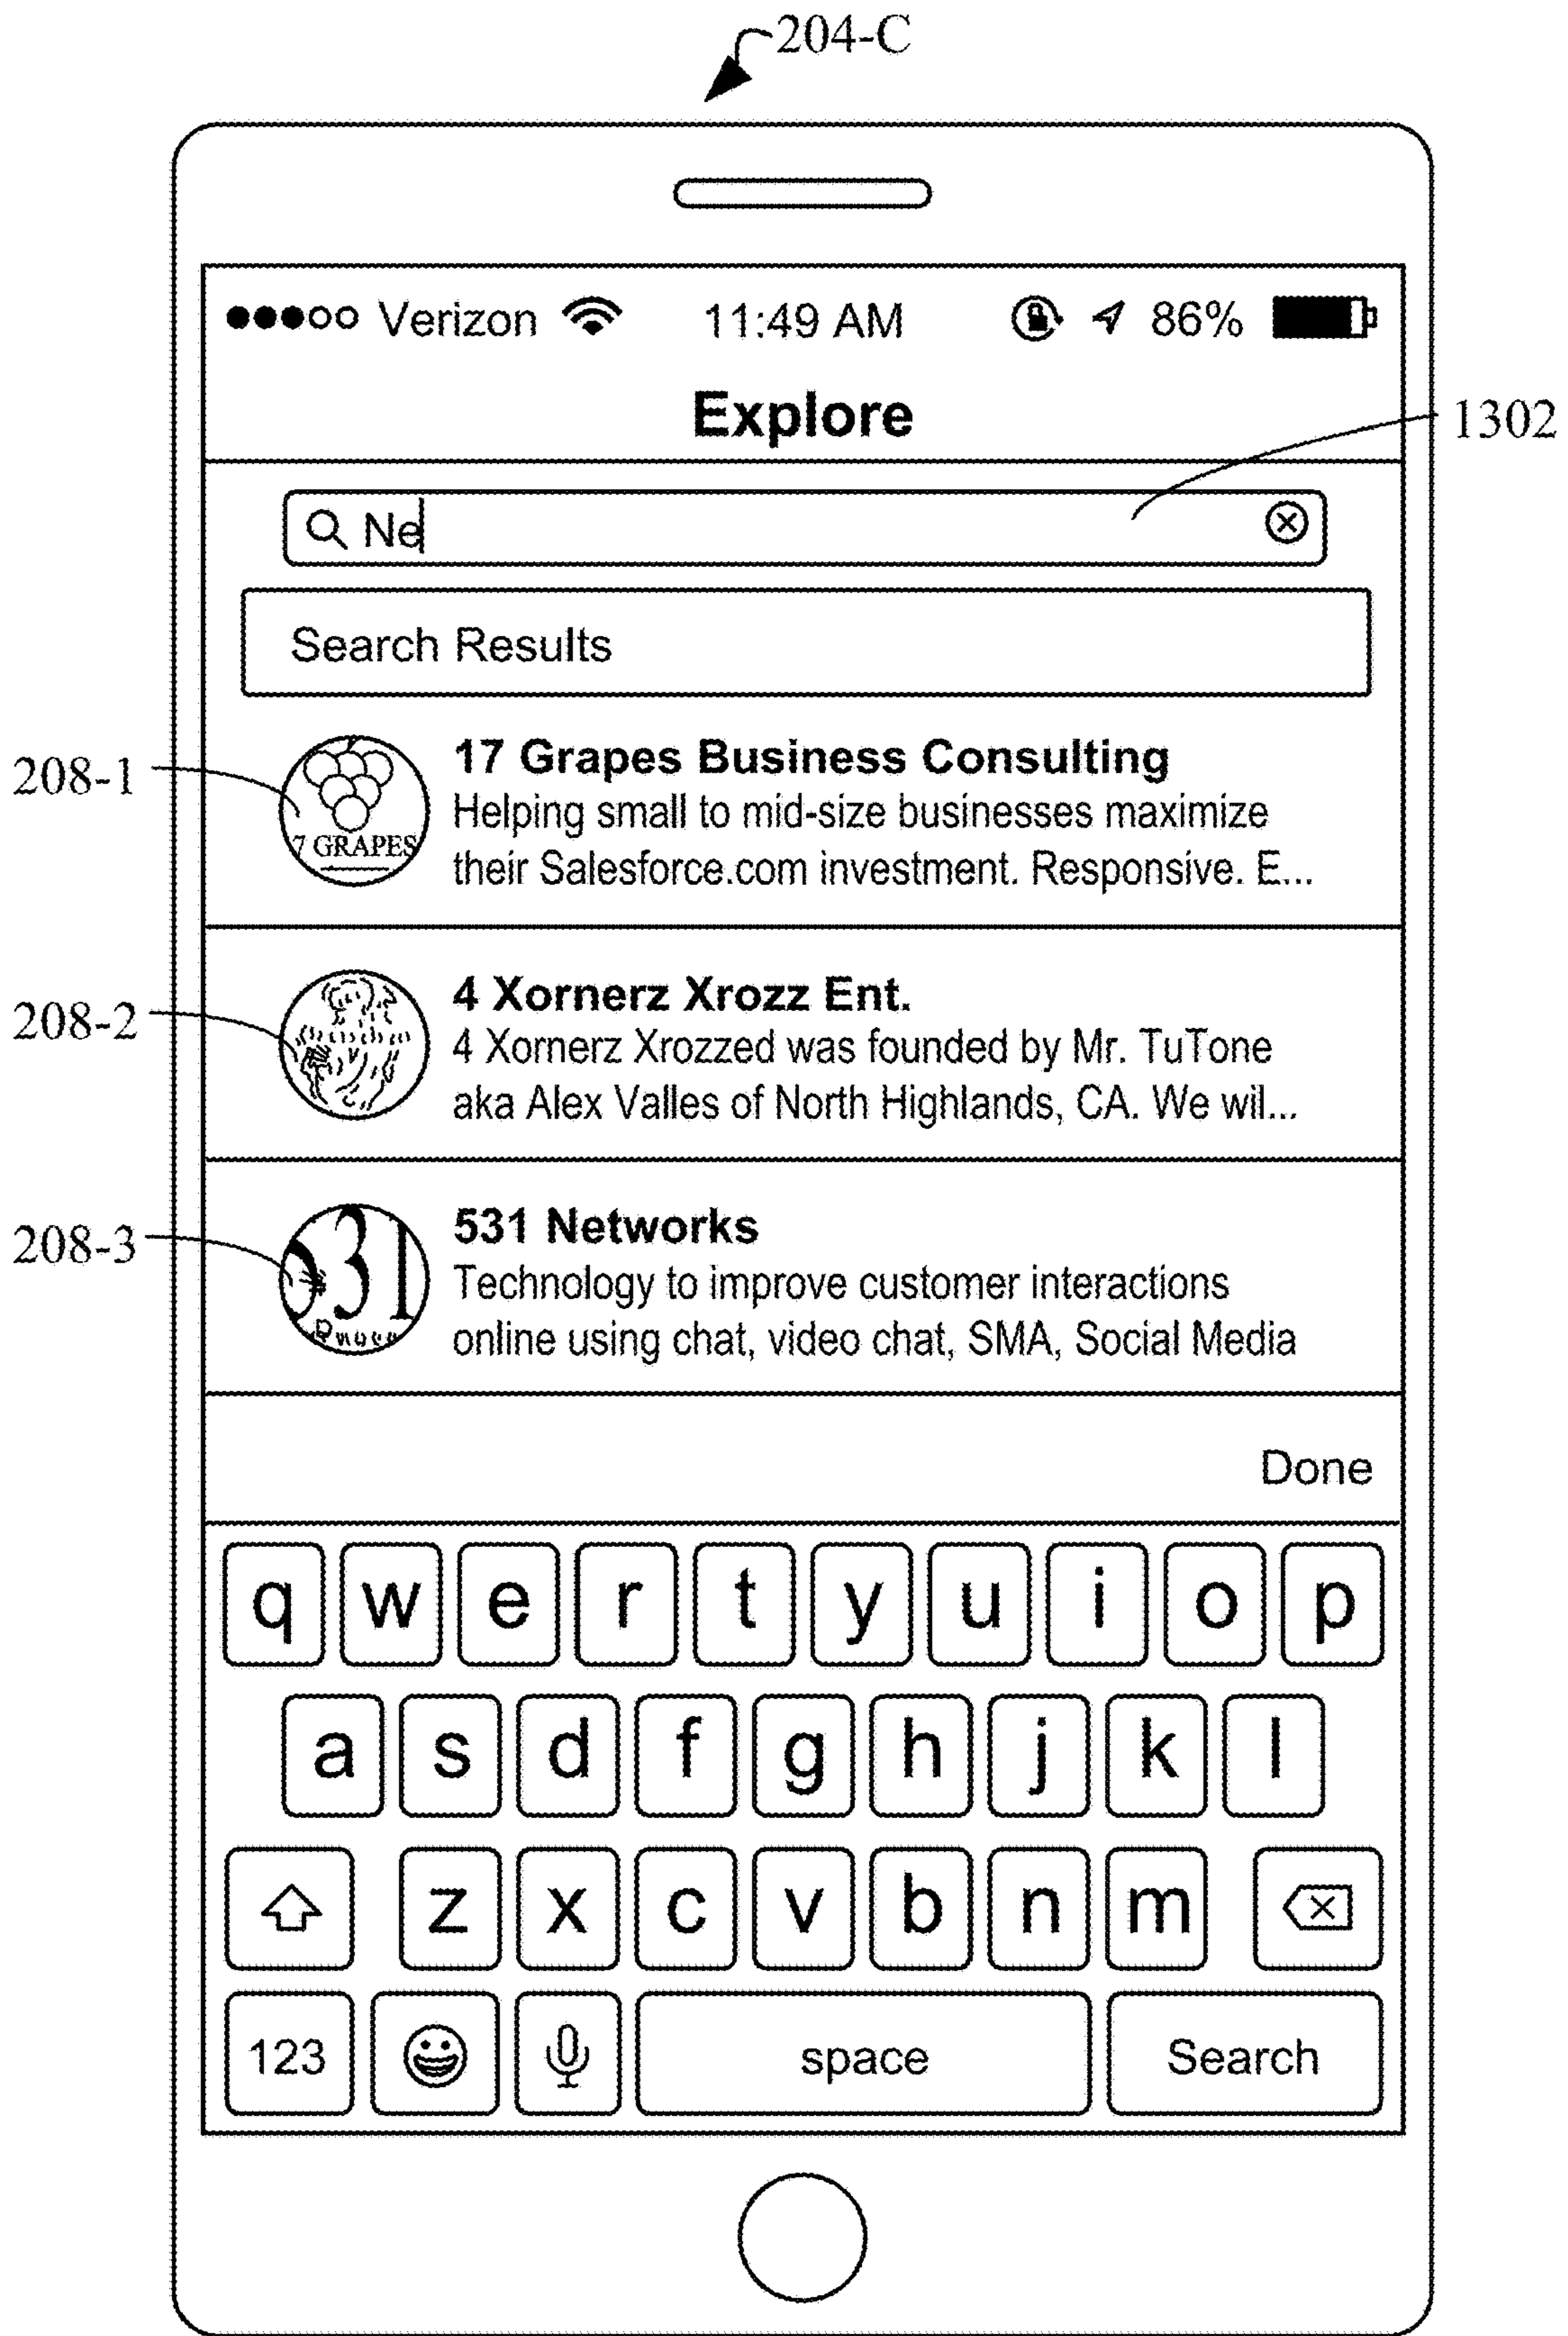 204-C
Verizon 11:49 AM 86%
Explore
1302
Ne
Search Results
208-1
7 GRAPES
17 Grapes Business Consulting
Helping small to mid-size businesses maximize
their Salesforce.com investment. Responsive. E...
208-2
4 Xornerz Xrozz Ent.
4 Xornerz Xrozzed was founded by Mr. TuTone
aka Alex Valles of North Highlands, CA. We wil...
208-3
31
531 Networks
Technology to improve customer interactions
online using chat, video chat, SMA, Social Media
Done
q w e r t y u i o p
a s d f g h j k l
z x c v b n m
123 space Search